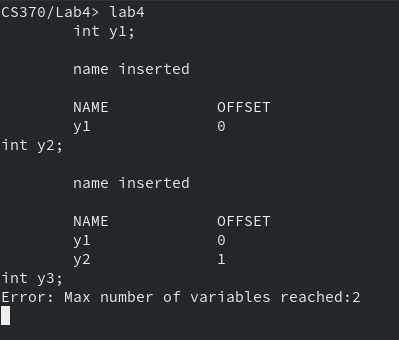 CS370/Lab4> lab4
int y1;
name inserted
NAME OFFSET
y1 0
int y2;
name inserted
NAME OFFSET
y1 0
y2 1
int y3;
Error: Max number of variables reached:2